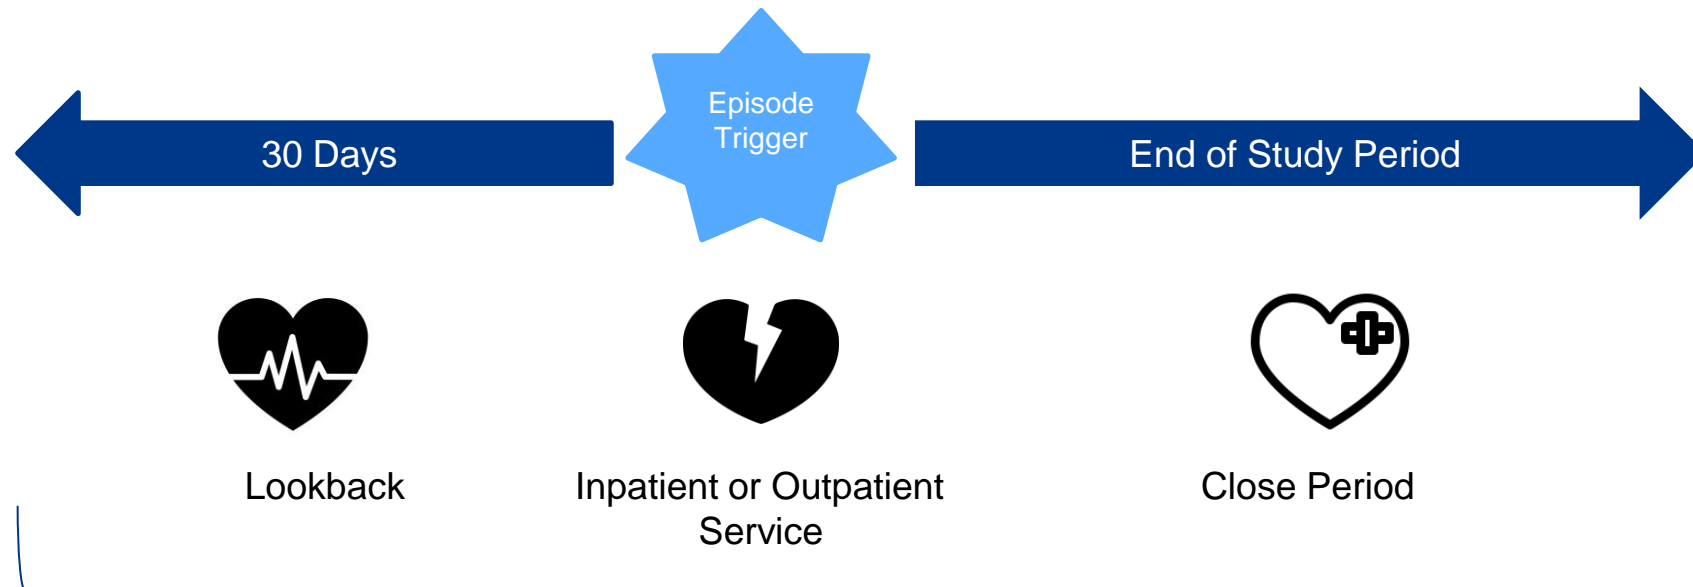 Episode
Trigger
30 Days
End of Study Period
Lookback
Inpatient or Outpatient
Service
Close Period